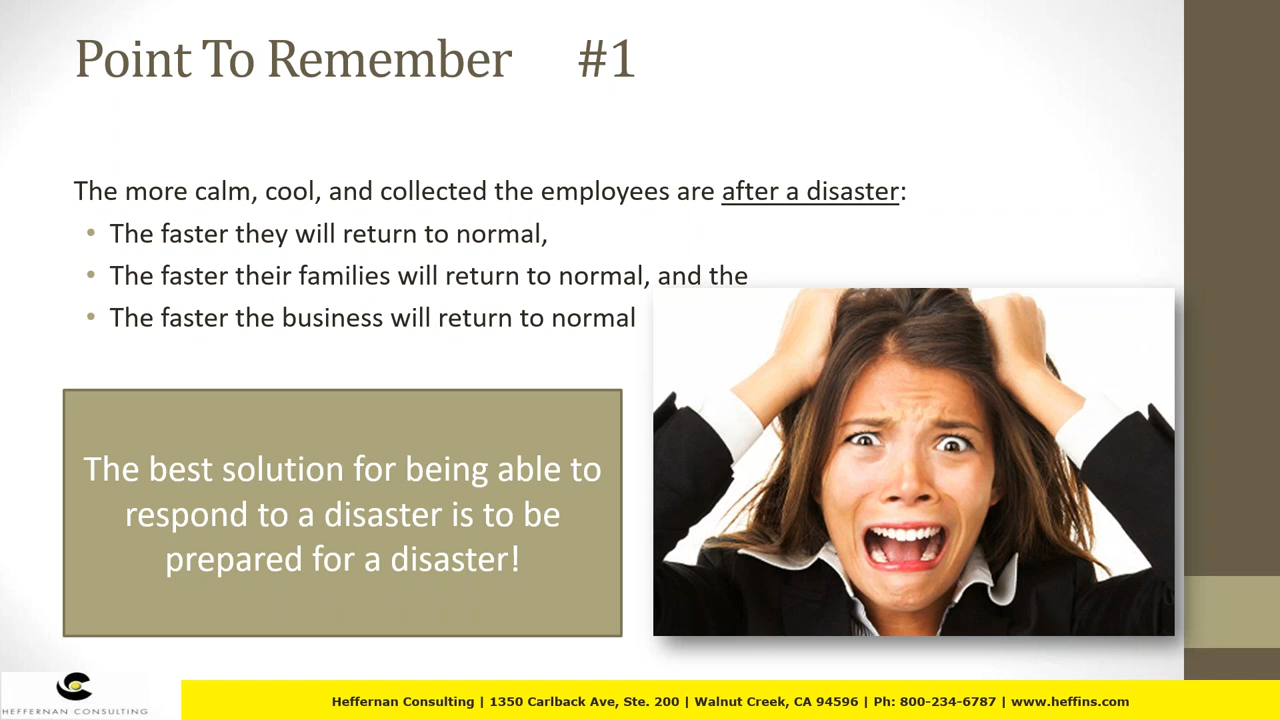 Point To Remember #1
The more calm, cool, and collected the employees are after a disaster:
• The faster they will return to normal,
• The faster their families will return to normal, and the
• The faster the business will return to normal
The best solution for being able to
respond to a disaster is to be
prepared for a disaster!
HEFFERNAN CONSULTING
Heffernan Consulting | 1350 Carlback Ave, Ste. 200 | Walnut Creek, CA 94596 | Ph: 800-234-6787 | www.heffins.com